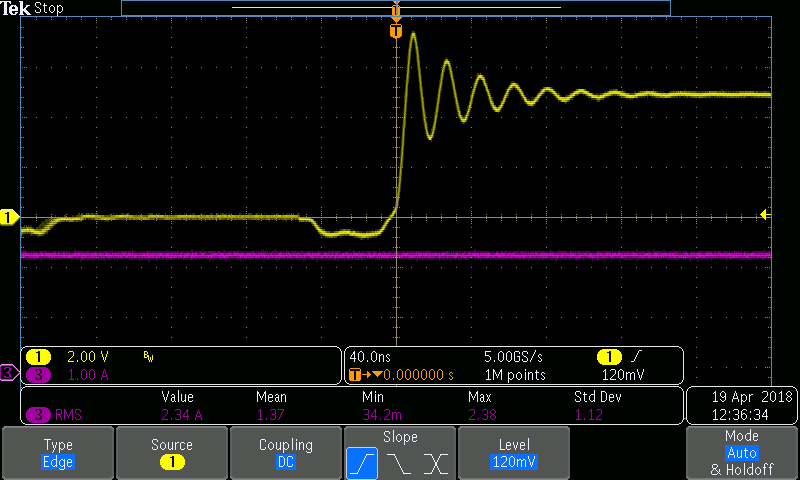 Tek Stop
T
T
1
3
1 2.00 V BW
3 1.00 A
40.0ns 5.00GS/s 1
T→▼0.000000 s 1M points 120mV
Value Mean Min Max Std Dev
3 RMS 2.34 A 1.37 34.2m 2.38 1.12
19 Apr 2018
12:36:34
Type
Edge
Source
1
Coupling
DC
Slope
Level
120mV
Mode
Auto
& Holdoff